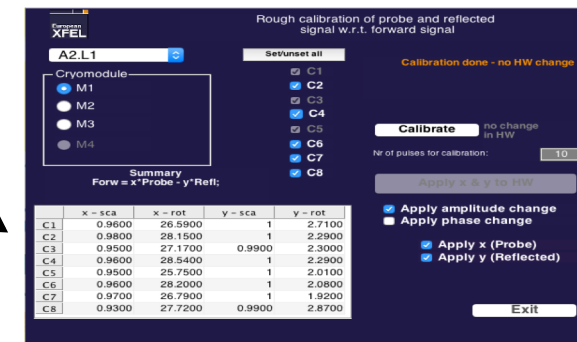 European
XFEL
Rough calibration of probe and reflected
signal w.r.t. forward signal
A2.L1
Cryomodule
M1
M2
M3
M4
Summary
Forw = x*Probe - y*Refl;
Set/unset all
C1
C2
C3
C4
C5
C6
C7
C8
Calibration done - no HW change
Calibrate
no change
in HW
Nr of pulses for calibration:
10
Apply x & y to HW
Apply amplitude change
Apply phase change
Apply x (Probe)
Apply y (Reflected)
Exit
x - sca x - rot y - sca y - rot
C1 0.9600 26.5900 1 2.7100
C2 0.9800 28.1500 1 2.2900
C3 0.9500 27.1700 0.9900 2.3000
C4 0.9600 28.5400 1 2.2900
C5 0.9500 25.7500 1 2.0100
C6 0.9600 28.2000 1 2.0800
C7 0.9700 26.7900 1 1.9200
C8 0.9300 27.7200 0.9900 2.8700